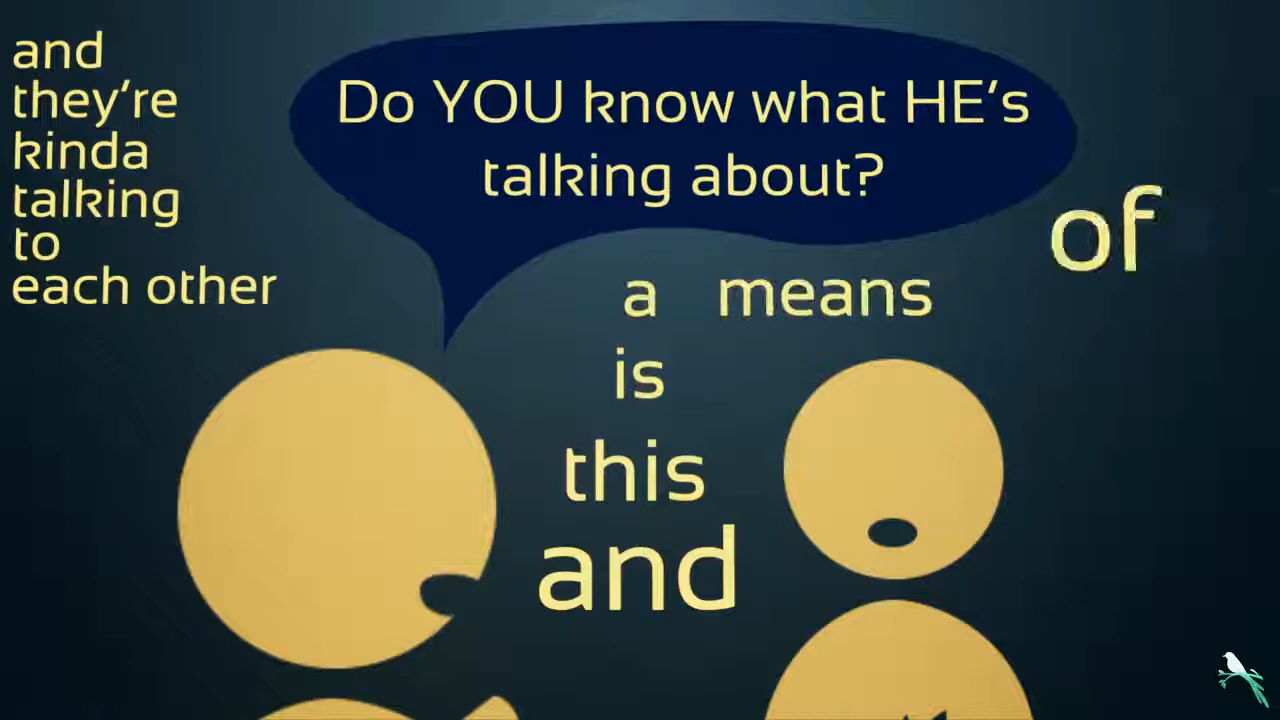 and
they're
kinda
talking
to
each other
Do YOU know what HE's
talking about?
of
a means
is
this
and